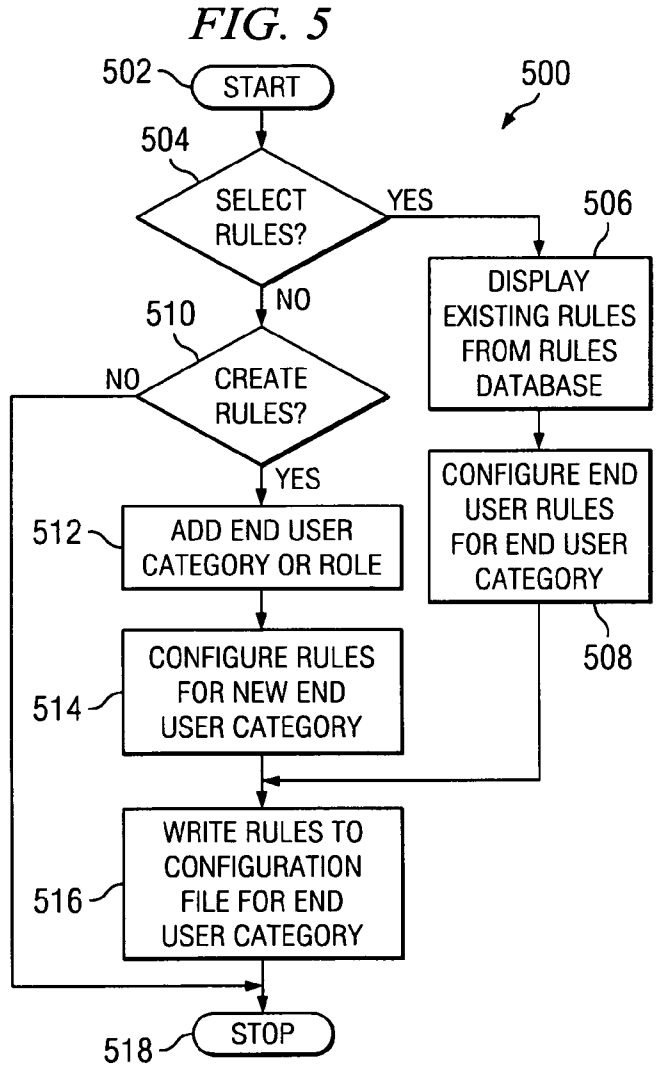 FIG. 5
502
START
500
504
SELECT
RULES?
YES
506
DISPLAY
EXISTING RULES
FROM RULES
DATABASE
NO
510
CREATE
RULES?
NO
YES
CONFIGURE END
USER RULES
FOR END USER
CATEGORY
508
512
ADD END USER
CATEGORY OR ROLE
514
CONFIGURE RULES
FOR NEW END
USER CATEGORY
516
WRITE RULES TO
CONFIGURATION
FILE FOR END
USER CATEGORY
STOP
518